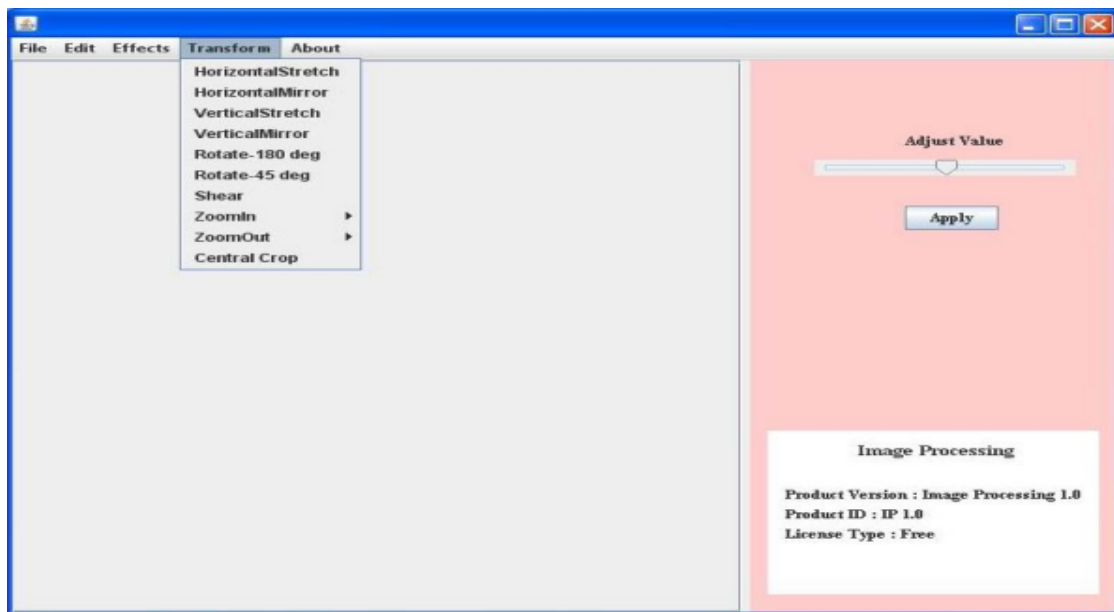 File Edit Effects Transform About
HorizontalStretch
HorizontalMirror
VerticalStretch
VerticalMirror
Rotate-180 deg
Rotate-45 deg
Shear
ZoomIn
ZoomOut
Central Crop
Adjust Value
Apply
Image Processing
Product Version : Image Processing 1.0
Product ID : IP 1.0
License Type : Free